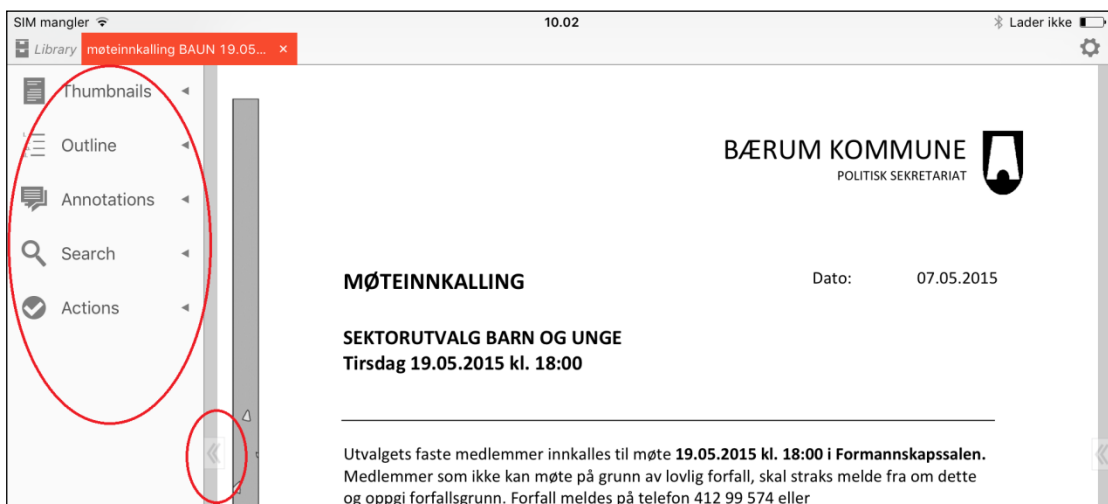 SIM mangler 10.02 Lader ikke
Library møteinnkalling BAUN 19.05... ×
Thumbnails
Outline
Annotations
Search
Actions
BÆRUM KOMMUNE
POLITISK SEKRETARIAT
MØTEINNKALLING Dato: 07.05.2015
SEKTORUTVALG BARN OG UNGE
Tirsdag 19.05.2015 kl. 18:00
Utvalgets faste medlemmer innkalles til møte 19.05.2015 kl. 18:00 i Formannskapssalen.
Medlemmer som ikke kan møte på grunn av lovlig forfall, skal straks melde fra om dette
og oppgi forfallsgrunn. Forfall meldes på telefon 412 99 574 eller